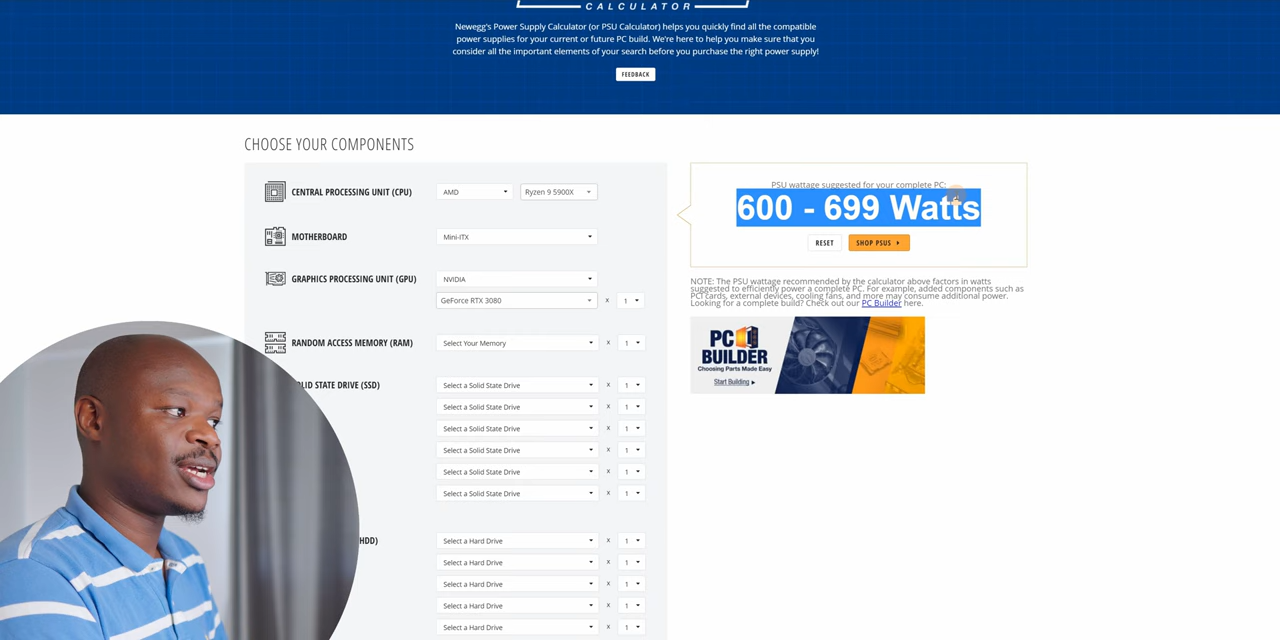 CALCULATOR
Newegg's Power Supply Calculator (or PSU Calculator) helps you quickly find all the compatible
power supplies for your current or future PC build. We're here to help you make sure that you
consider all the important elements of your search before you purchase the right power supply!
FEEDBACK
CHOOSE YOUR COMPONENTS
CENTRAL PROCESSING UNIT (CPU) AMD Ryzen 9 5900X
MOTHERBOARD Mini-ITX
GRAPHICS PROCESSING UNIT (GPU) NVIDIA
GeForce RTX 3080 x 1
RANDOM ACCESS MEMORY (RAM) Select Your Memory x 1
OLID STATE DRIVE (SSD) Select a Solid State Drive x 1
Select a Solid State Drive x 1
Select a Solid State Drive x 1
Select a Solid State Drive x 1
Select a Solid State Drive x 1
Select a Solid State Drive x 1
HDD) Select a Hard Drive x 1
Select a Hard Drive x 1
Select a Hard Drive x 1
Select a Hard Drive x 1
Select a Hard Drive x 1
PSU wattage suggested for your complete PC:
600 - 699 Watts
RESET SHOP PSUS
NOTE: The PSU wattage recommended by the calculator above factors in watts
suggested to efficiently power a complete PC. For example, added components such as
PCI cards, external devices, cooling fans, and more may consume additional power.
Looking for a complete build? Check out our PC Builder here.
PC
BUILDER
Choosing Parts Made Easy
Start Building